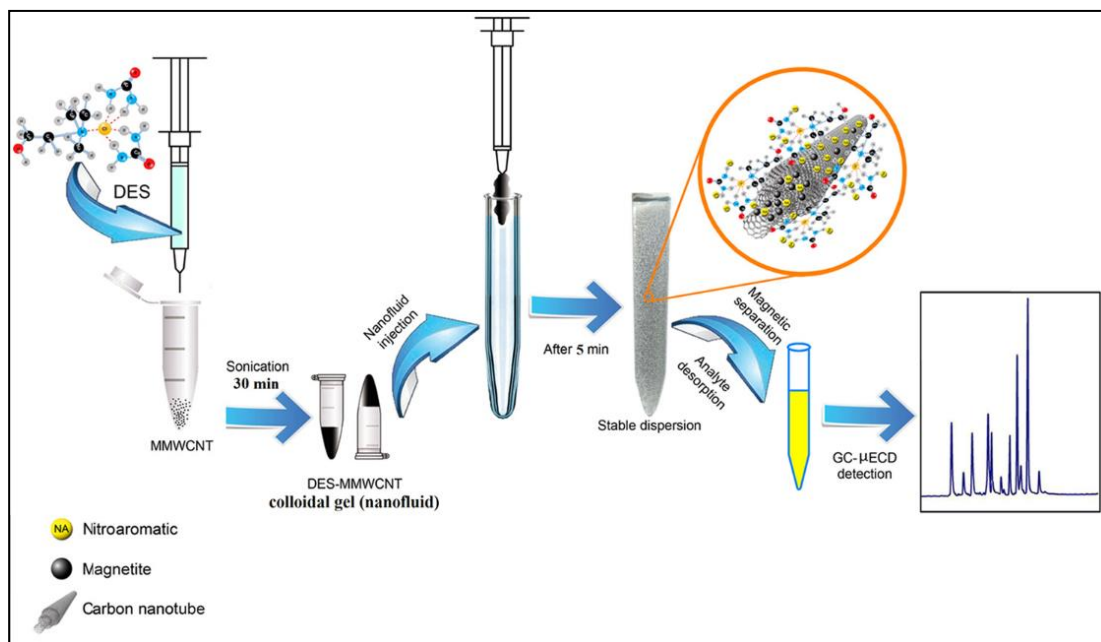 DES
MMWCNT
Sonication
30 min
DES-MMWCNT
colloidal gel (nanofluid)
Nanofluid
injection
After 5 min
Stable dispersion
Magnetic
separation
Analyte
desorption
GC-µECD
detection
NA Nitroaromatic
Magnetite
Carbon nanotube